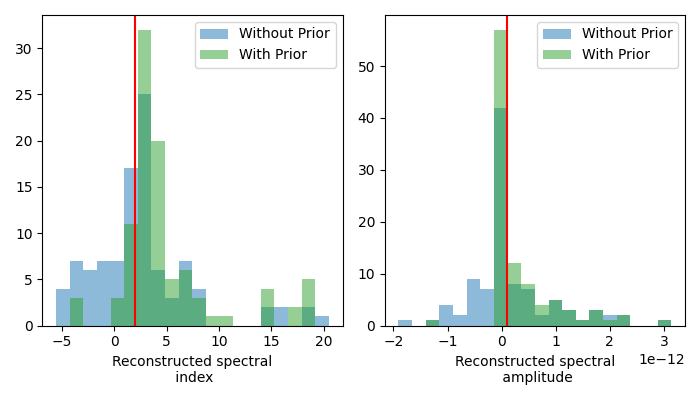 Without Prior
With Prior
30
25
20
15
10
5
0
−5
0
5
10
15
20
Reconstructed spectral
index
Without Prior
With Prior
50
40
30
20
10
0
−2
−1
0
1
2
3
1e−12
Reconstructed spectral
amplitude